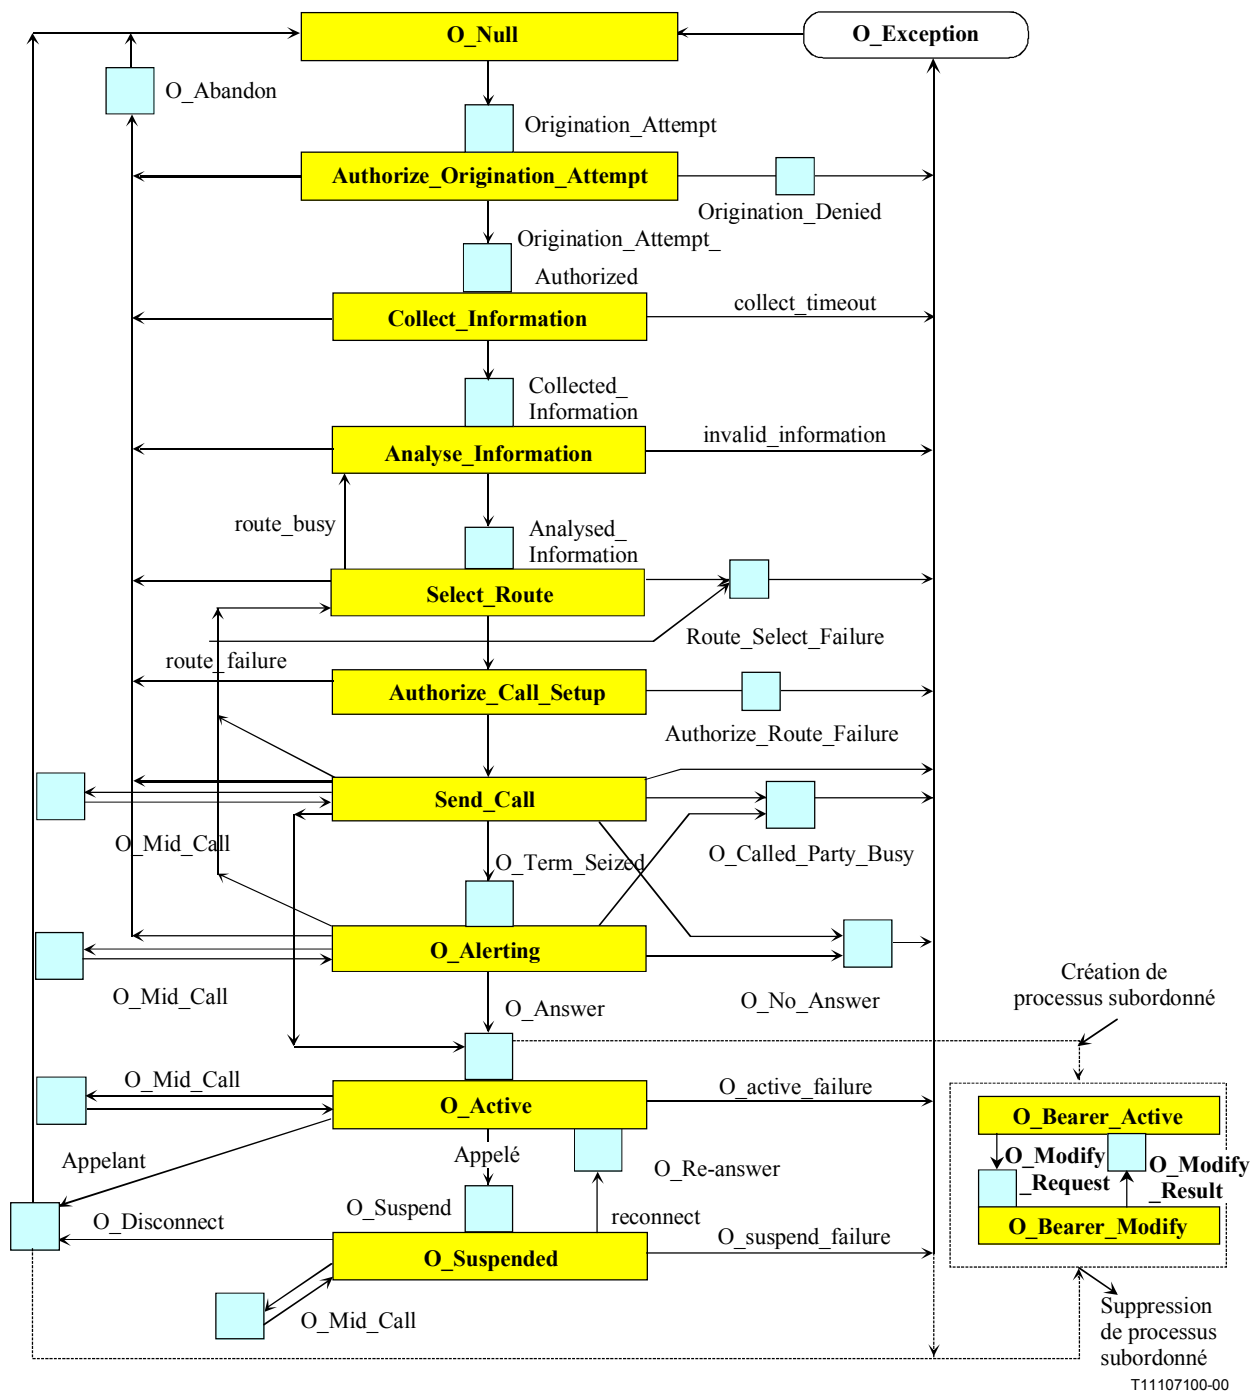 O_Null
O_Exception
O_Abandon
Origination_Attempt
Authorize_Origination_Attempt
Origination_Denied
Origination_Attempt_
Authorized
collect_timeout
Collect_Information
Collected_
Information
invalid_information
Analyse_Information
route_busy
Analysed_
Information
Select_Route
Route_Select_Failure
route_failure
Authorize_Call_Setup
Authorize_Route_Failure
Send_Call
O_Mid_Call
O_Term_Seized
O_Called_Party_Busy
O_Alerting
O_Mid_Call
O_Answer
O_No_Answer
Création de
processus subordonné
O_Mid_Call
O_active_failure
O_Active
O_Bearer_Active
Appelant
Appelé
O_Re-answer
O_Modify
_Request
O_Modify
_Result
O_Suspend
reconnect
O_Disconnect
O_suspend_failure
O_Bearer_Modify
O_Suspended
O_Mid_Call
Suppression
de processus
subordonné
T11107100-00